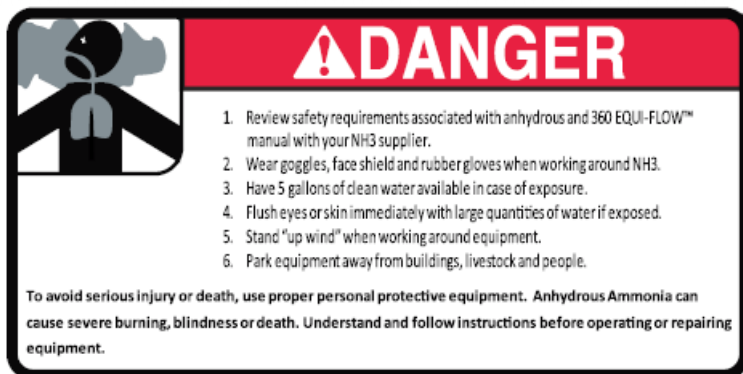 DANGER
1. Review safety requirements associated with anhydrous and 360 EQUI-FLOW™
manual with your NH3 supplier.
2. Wear goggles, face shield and rubber gloves when working around NH3.
3. Have 5 gallons of clean water available in case of exposure.
4. Flush eyes or skin immediately with large quantities of water if exposed.
5. Stand "up wind" when working around equipment.
6. Park equipment away from buildings, livestock and people.
To avoid serious injury or death, use proper personal protective equipment. Anhydrous Ammonia can
cause severe burning, blindness or death. Understand and follow instructions before operating or repairing
equipment.